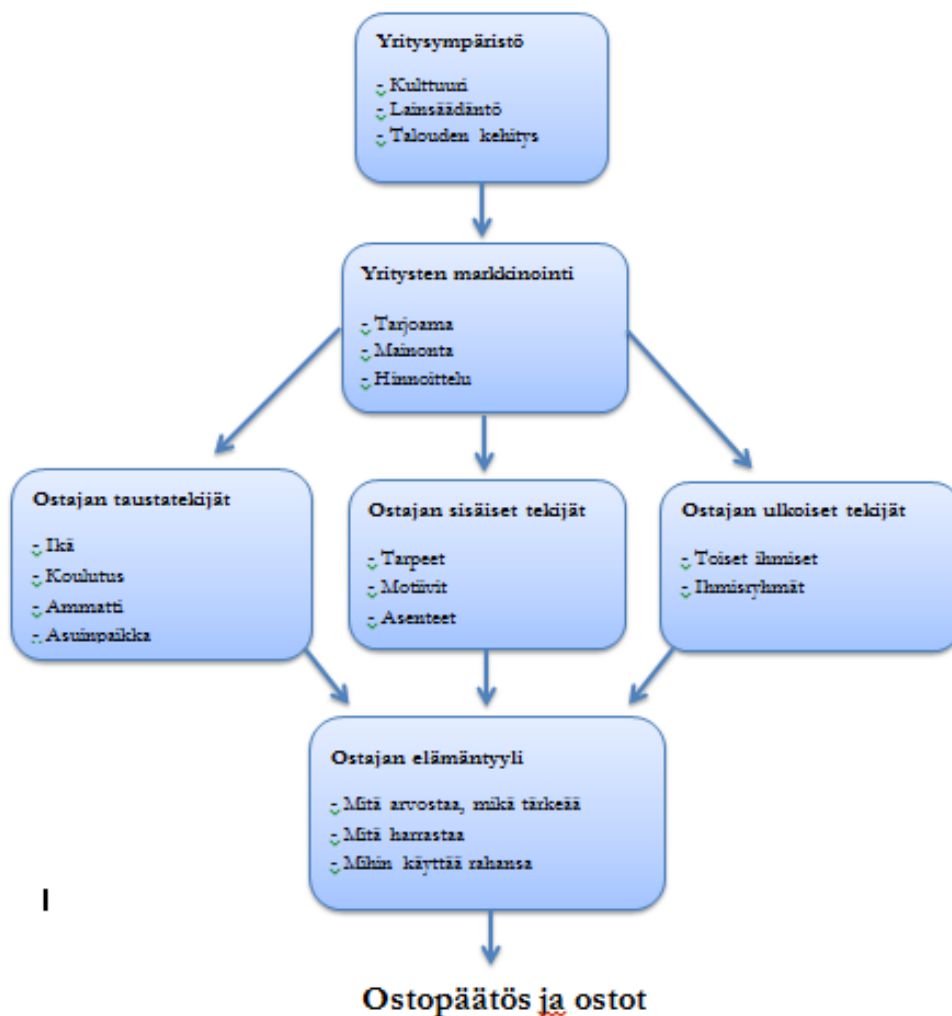 Yritysympäristö
- Kulttuuri
- Lainsäädäntö
- Talouden kehitys
Yritysten markkinointi
- Tarjoama
- Mainonta
- Hinnoittelu
Ostajan taustatekijät
- Ikä
- Koulutus
- Ammatti
- Asuinpaikka
Ostajan sisäiset tekijät
- Tarpeet
- Motiivit
- Asenteet
Ostajan ulkoiset tekijät
- Toiset ihmiset
- Ihmisryhmät
Ostajan elämäntyyli
- Mitä arvostaa, mikä tärkeää
- Mitä harrastaa
- Mihin käyttää rahansa
Ostopäätös ja ostot